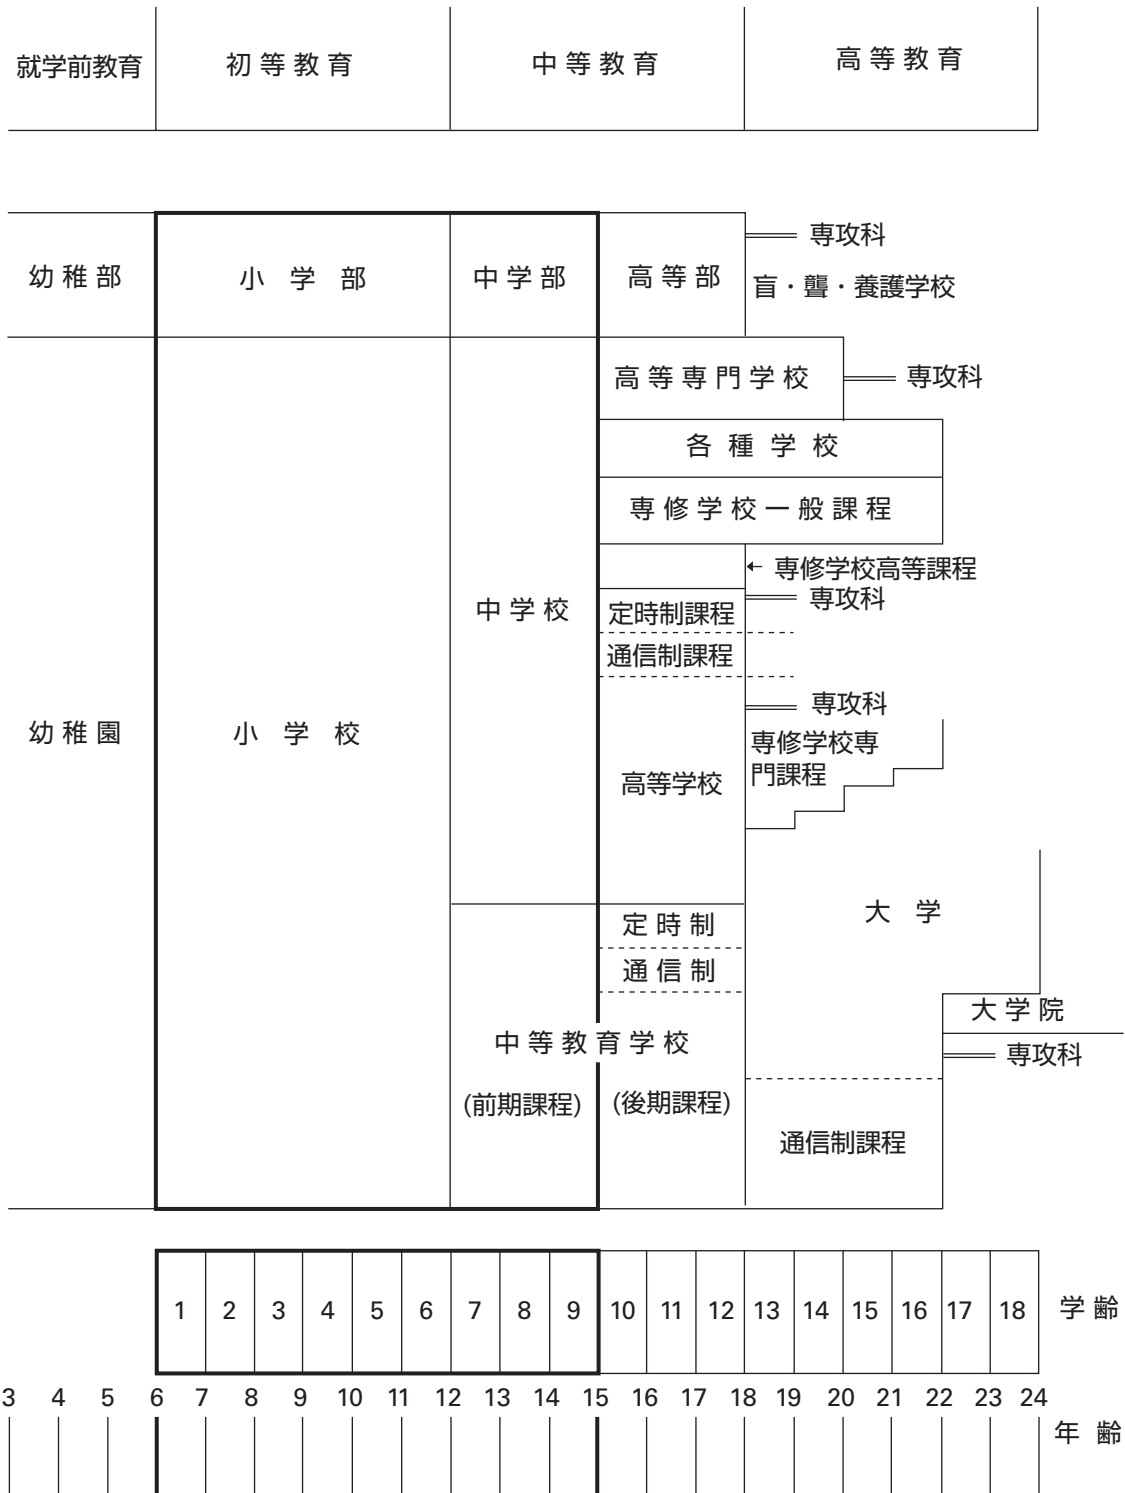 就学前教育 初等教育 中等教育 高等教育
専攻科
幼稚部 小学部 中学部 高等部
盲・聾・養護学校
高等専門学校 専攻科
各種学校
専修学校一般課程
専修学校高等課程
専攻科
中学校 定時制課程
通信制課程
専攻科
幼稚園 小学校
専修学校専
門課程
高等学校
大学
定時制
通信制
大学院
中等教育学校 専攻科
(前期課程) (後期課程)
通信制課程
1 2 3 4 5 6 7 8 9 10 11 12 13 14 15 16 17 18 学齢
3 4 5 6 7 8 9 10 11 12 13 14 15 16 17 18 19 20 21 22 23 24
年齢